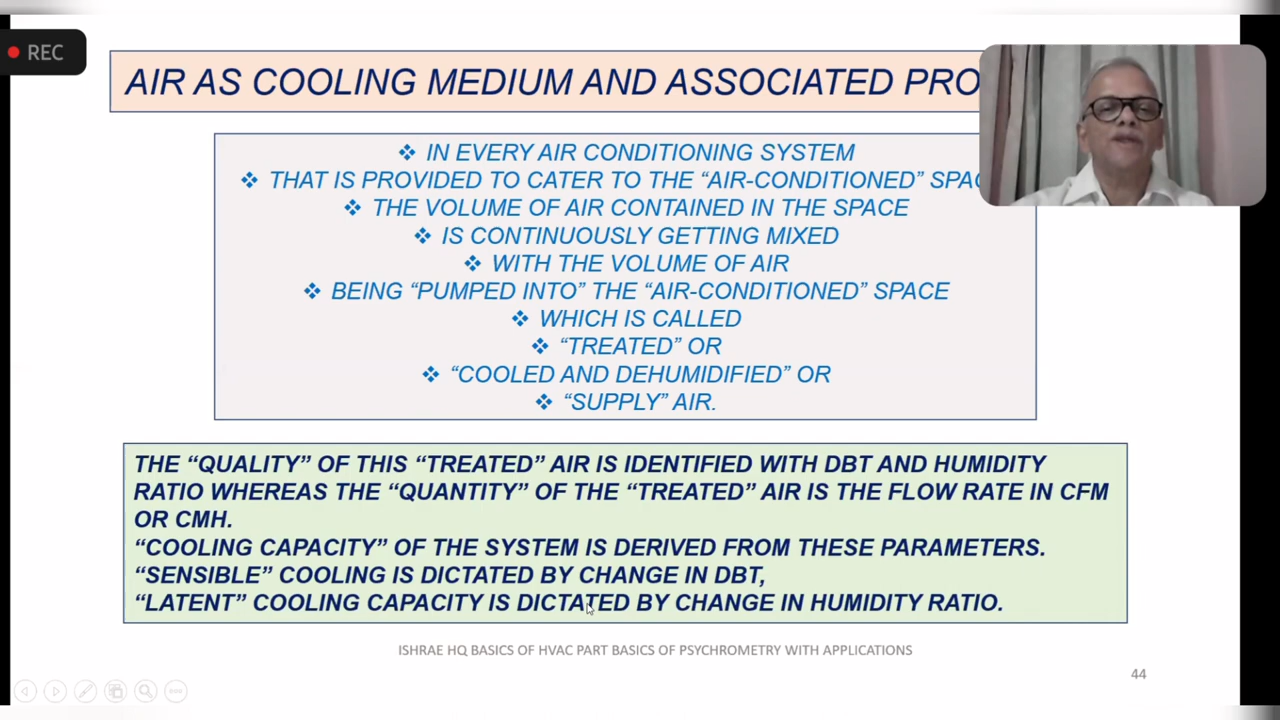 REC
AIR AS COOLING MEDIUM AND ASSOCIATED
❖ IN EVERY AIR CONDITIONING SYSTEM
❖ THAT IS PROVIDED TO CATER TO THE “AIR-CONDITIONED”
❖ THE VOLUME OF AIR CONTAINED IN THE SPACE
❖ IS CONTINUOUSLY GETTING MIXED
❖ WITH THE VOLUME OF AIR
❖ BEING “PUMPED INTO” THE “AIR-CONDITIONED” SPACE
❖ WHICH IS CALLED
❖ “TREATED” OR
❖ “COOLED AND DEHUMIDIFIED” OR
❖ “SUPPLY” AIR.
THE “QUALITY” OF THIS “TREATED” AIR IS IDENTIFIED WITH DBT AND HUMIDITY
RATIO WHEREAS THE “QUANTITY” OF THE “TREATED” AIR IS THE FLOW RATE IN CFM
OR CMH.
“COOLING CAPACITY” OF THE SYSTEM IS DERIVED FROM THESE PARAMETERS.
“SENSIBLE” COOLING IS DICTATED BY CHANGE IN DBT,
“LATENT” COOLING CAPACITY IS DICTATED BY CHANGE IN HUMIDITY RATIO.
ISHRAE HQ BASICS OF HVAC PART BASICS OF PSYCHROMETRY WITH APPLICATIONS
44